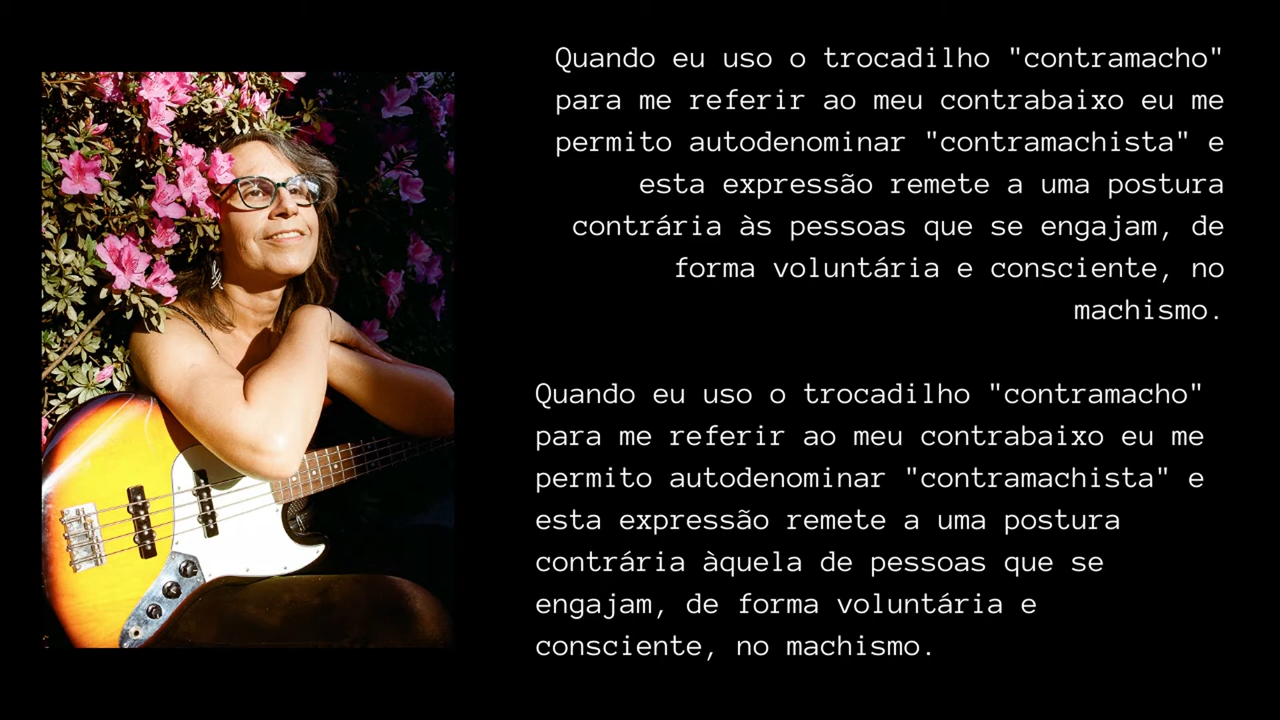 Quando eu uso o trocadilho "contramacho"
para me referir ao meu contrabaixo eu me
permito autodenominar "contramachista" e
esta expressão remete a uma postura
contrária às pessoas que se engajam, de
forma voluntária e consciente, no
machismo.
Quando eu uso o trocadilho "contramacho"
para me referir ao meu contrabaixo eu me
permito autodenominar "contramachista" e
esta expressão remete a uma postura
contrária àquela de pessoas que se
engajam, de forma voluntária e
consciente, no machismo.